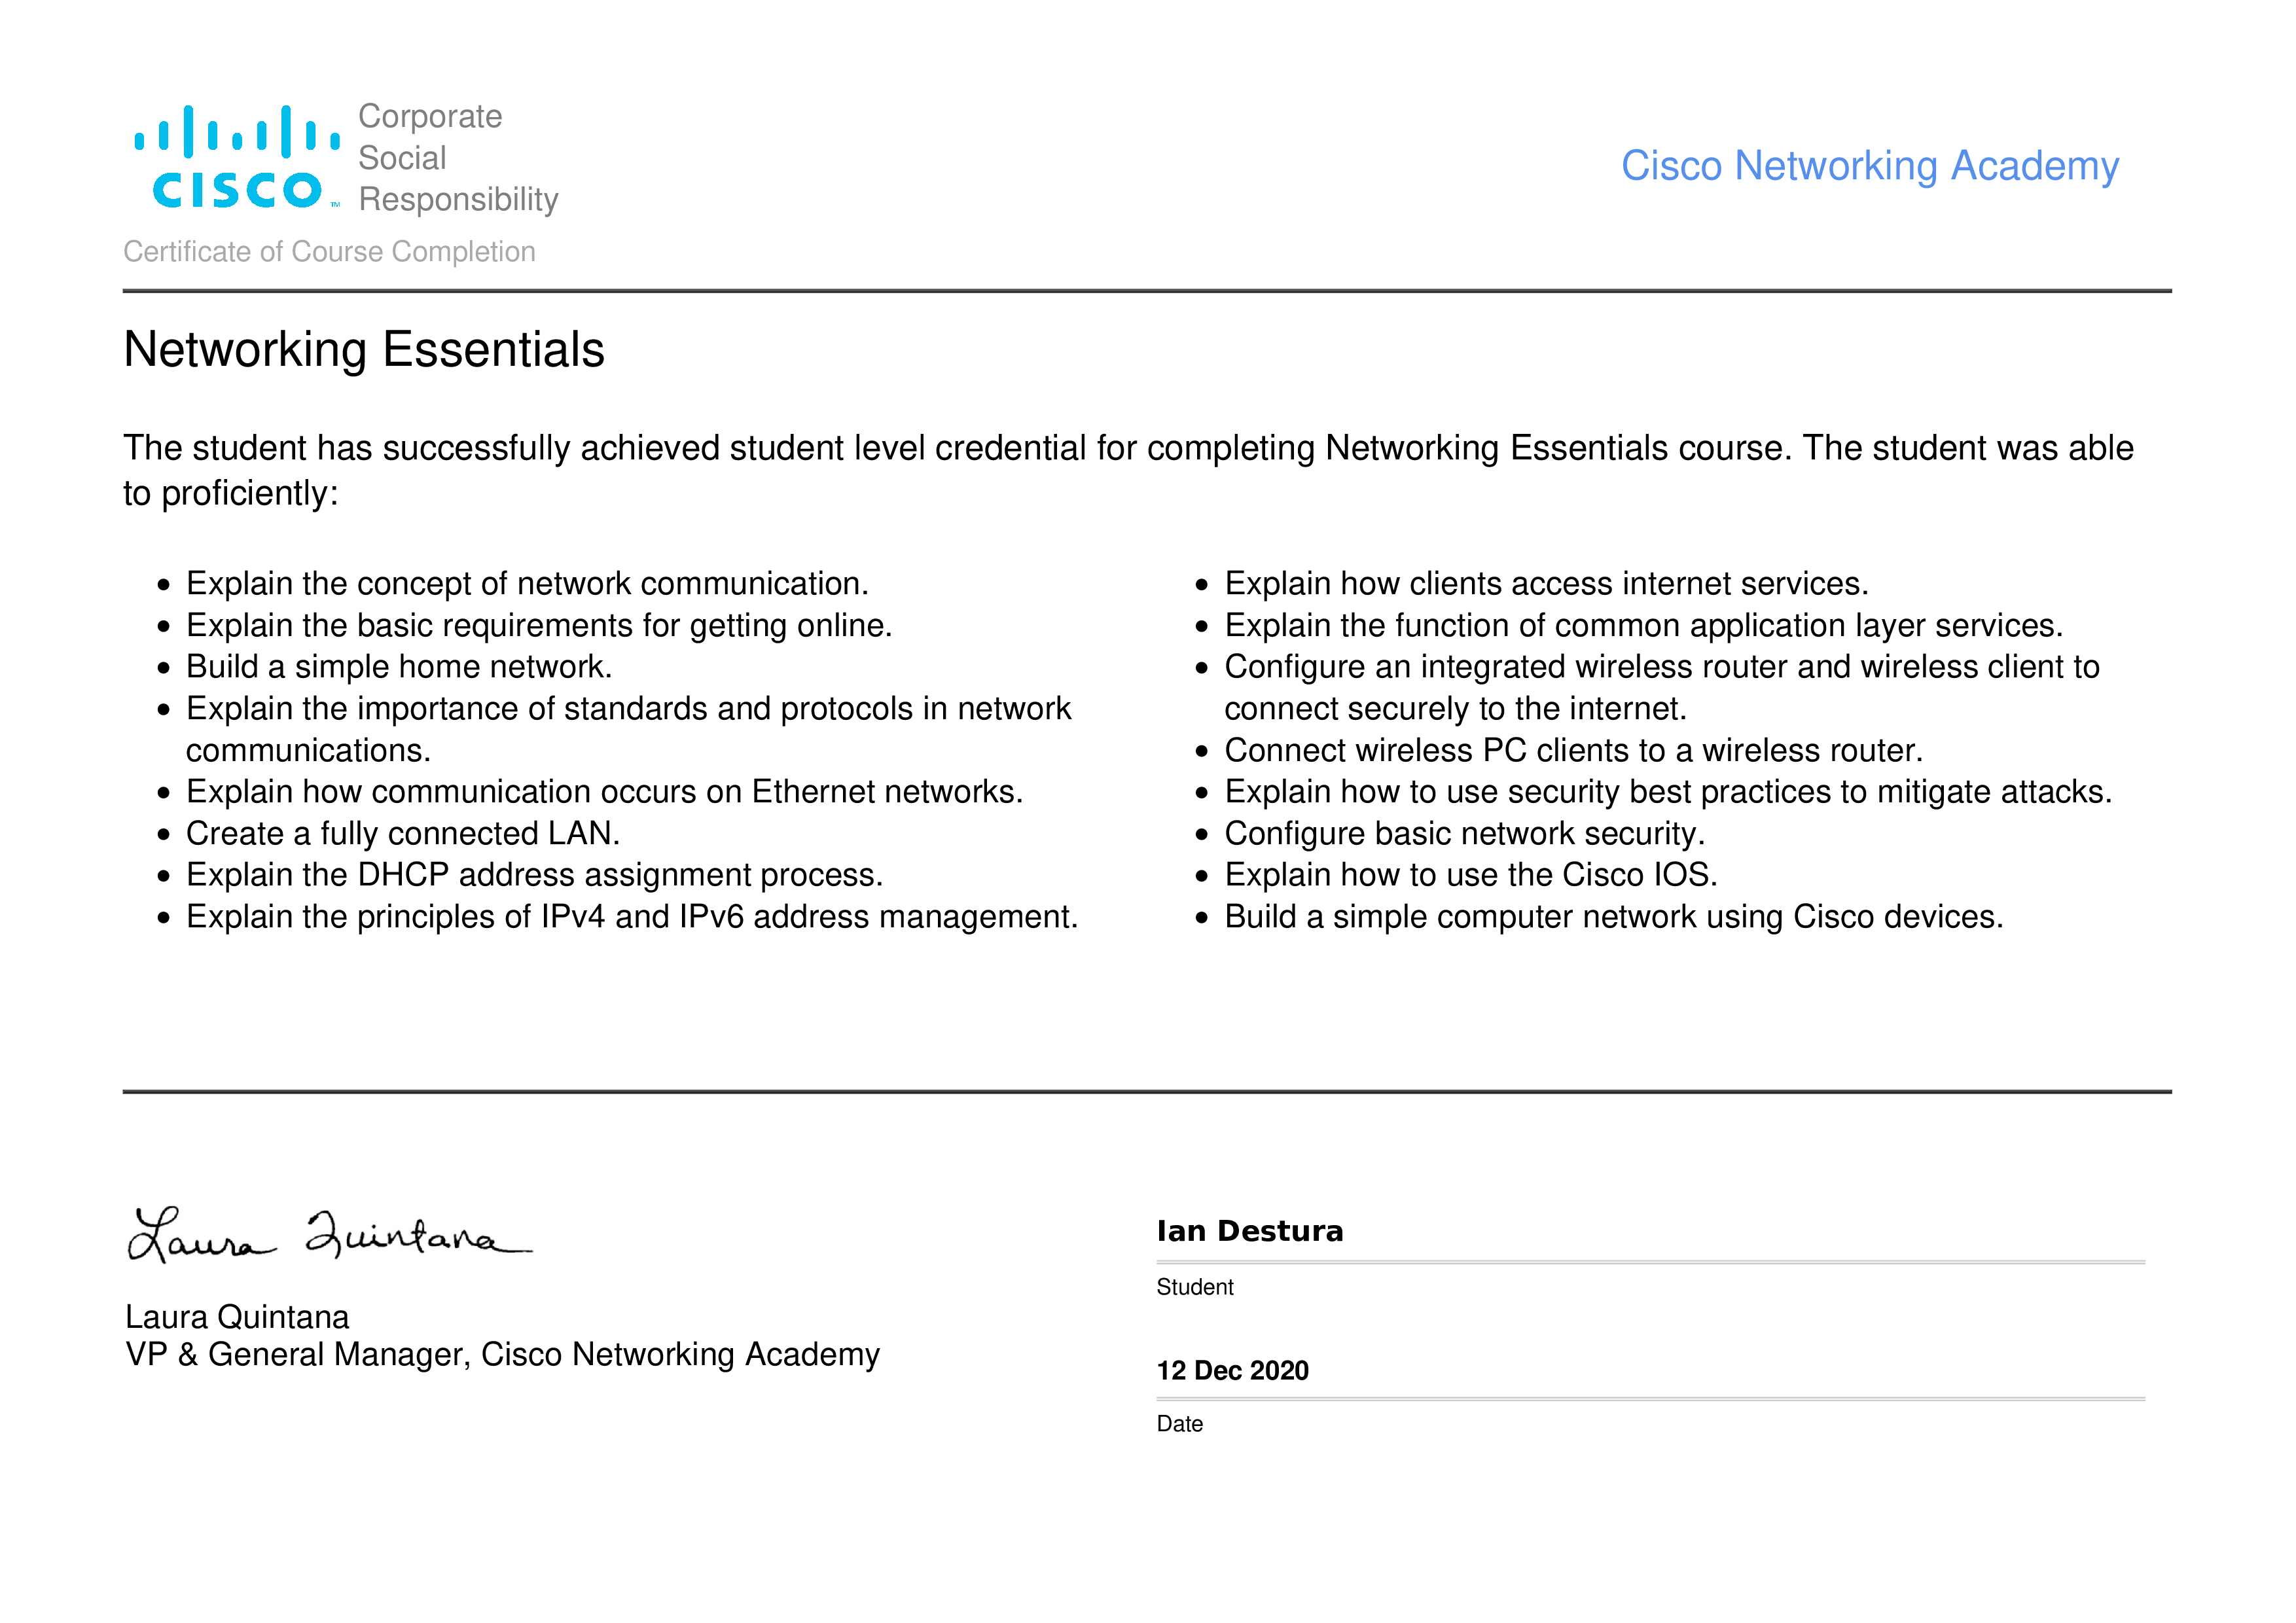 Corporate
Social
Responsibility
CISCO TM
Cisco Networking Academy
Certificate of Course Completion
Networking Essentials
The student has successfully achieved student level credential for completing Networking Essentials course. The student was able
to proficiently:
• Explain the concept of network communication.
• Explain the basic requirements for getting online.
• Build a simple home network.
• Explain the importance of standards and protocols in network
communications.
• Explain how communication occurs on Ethernet networks.
• Create a fully connected LAN.
• Explain the DHCP address assignment process.
• Explain the principles of IPv4 and IPv6 address management.
• Explain how clients access internet services.
• Explain the function of common application layer services.
• Configure an integrated wireless router and wireless client to
connect securely to the internet.
• Connect wireless PC clients to a wireless router.
• Explain how to use security best practices to mitigate attacks.
• Configure basic network security.
• Explain how to use the Cisco IOS.
• Build a simple computer network using Cisco devices.
Laura Quintana
Laura Quintana
VP & General Manager, Cisco Networking Academy
Ian Destura
Student
12 Dec 2020
Date